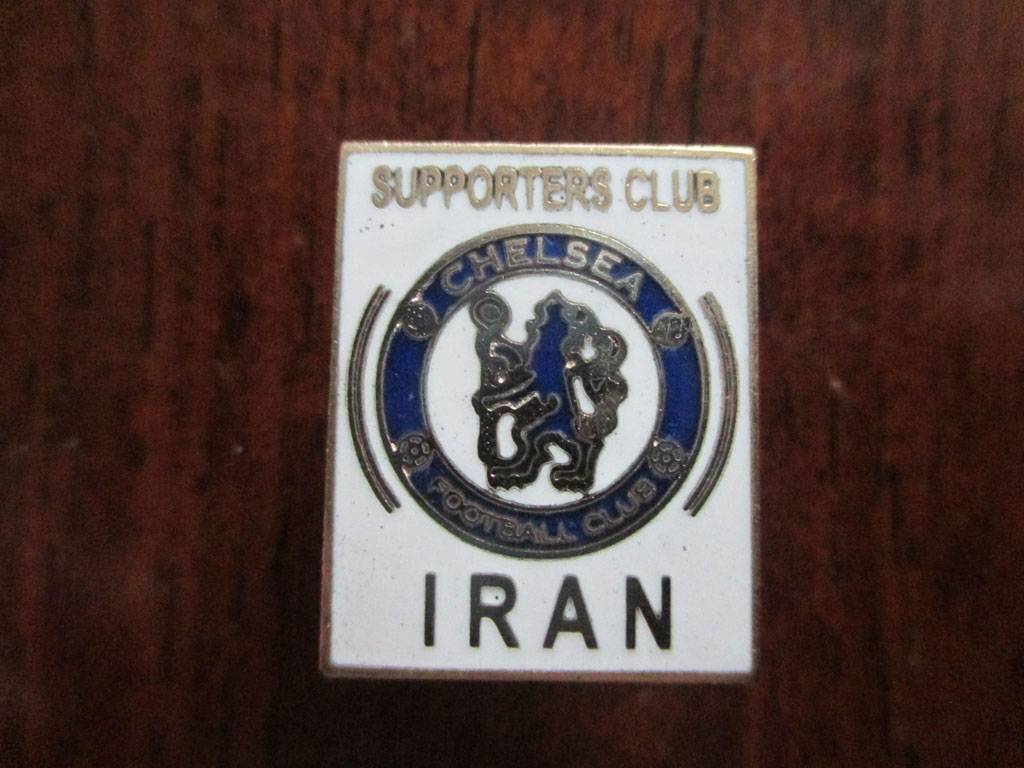 SUPPORTERS CLUB
CHELSEA
FOOTBALL CLUB
IRAN